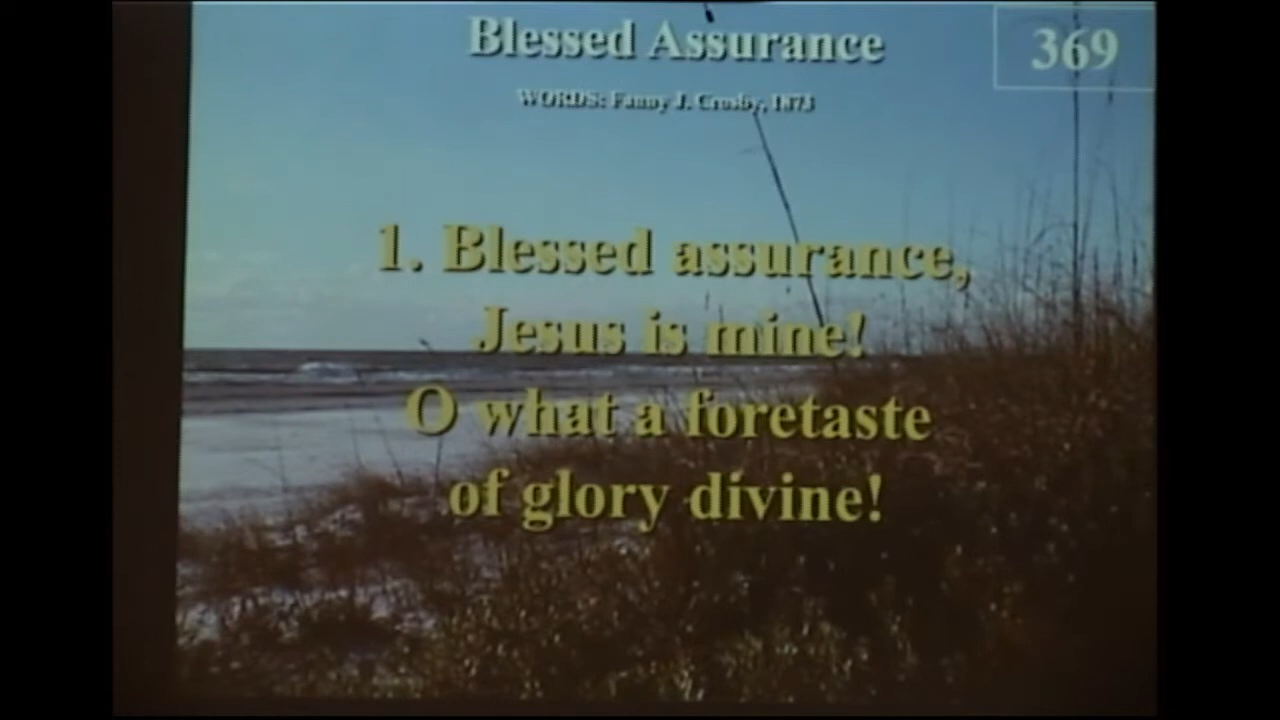 Blessed Assurance
369
WORDS: Fanny J. Crosby, 1873
1. Blessed assurance,
Jesus is mine!
O what a foretaste
of glory divine!